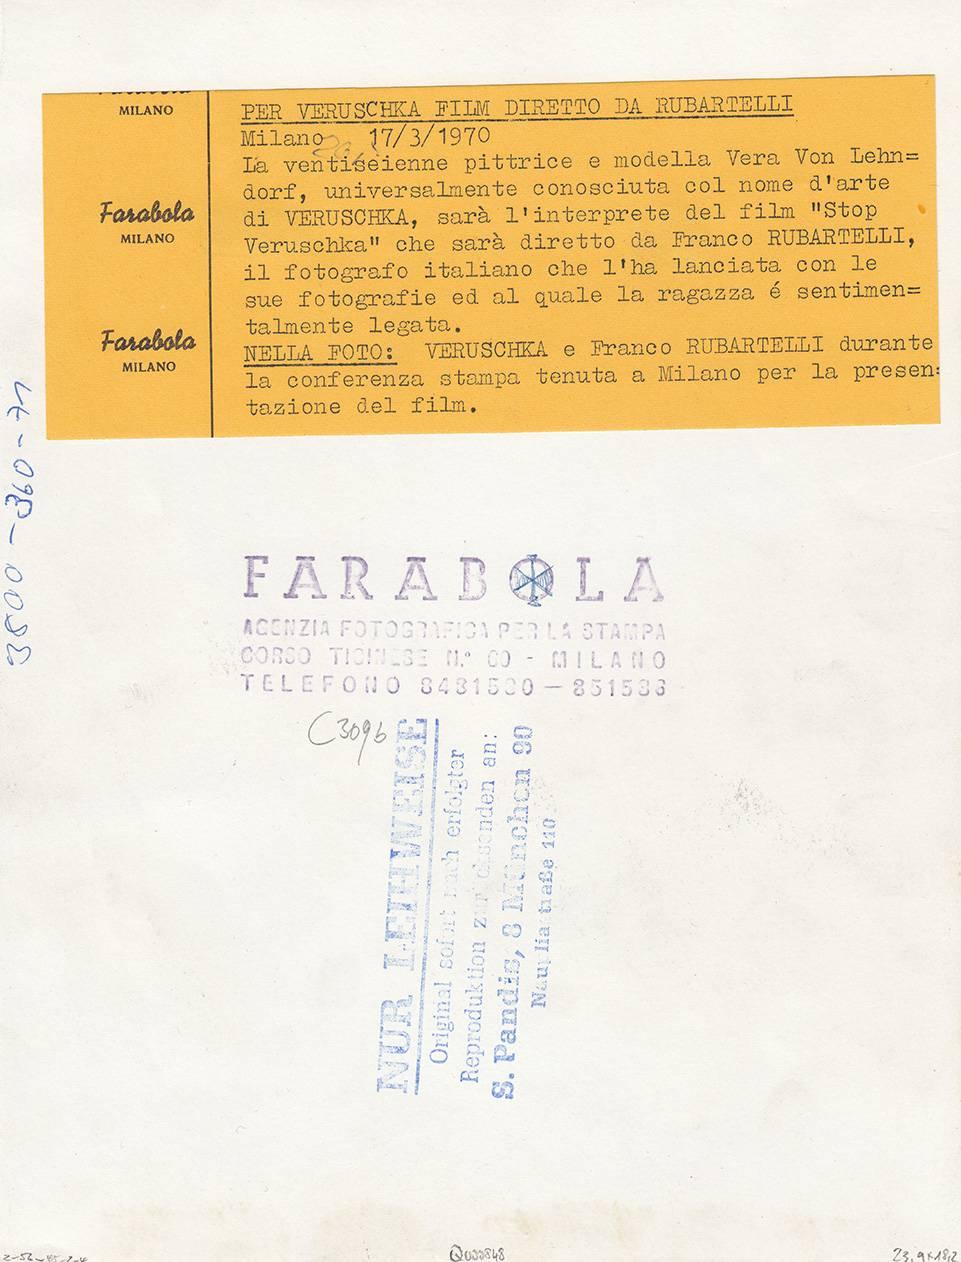 Farabola
MILANO
Farabola
MILANO
Farabola
MILANO
PER VERUSCHKA FILM DIRETTO DA RUBARTELLI
Milano 17/3/1970
La ventiseienne pittrice e modella Vera Von Lehn=
dorf, universalmente conosciuta col nome d'arte
di VERUSCHKA, sarà l'interprete del film "Stop
Veruschka" che sarà diretto da Franco RUBARTELLI,
il fotografo italiano che l'ha lanciata con le
sue fotografie ed al quale la ragazza é sentimen=
talmente legata.
NELLA FOTO: VERUSCHKA e Franco RUBARTELLI durante
la conferenza stampa tenuta a Milano per la presen=
tazione del film.
3800-360-71
FARABOLA
AGENZIA FOTOGRAFICA PER LA STAMPA
CORSO TICINESE N.° 60 - MILANO
TELEFONO 8481580 - 851586
C3096
NUR LEIHWEISE
Original sofort nach erfolgter
Reproduktion zurücksenden an:
S. Pandis, 8 München 90
Naupliastraße 110
23,9x18,2